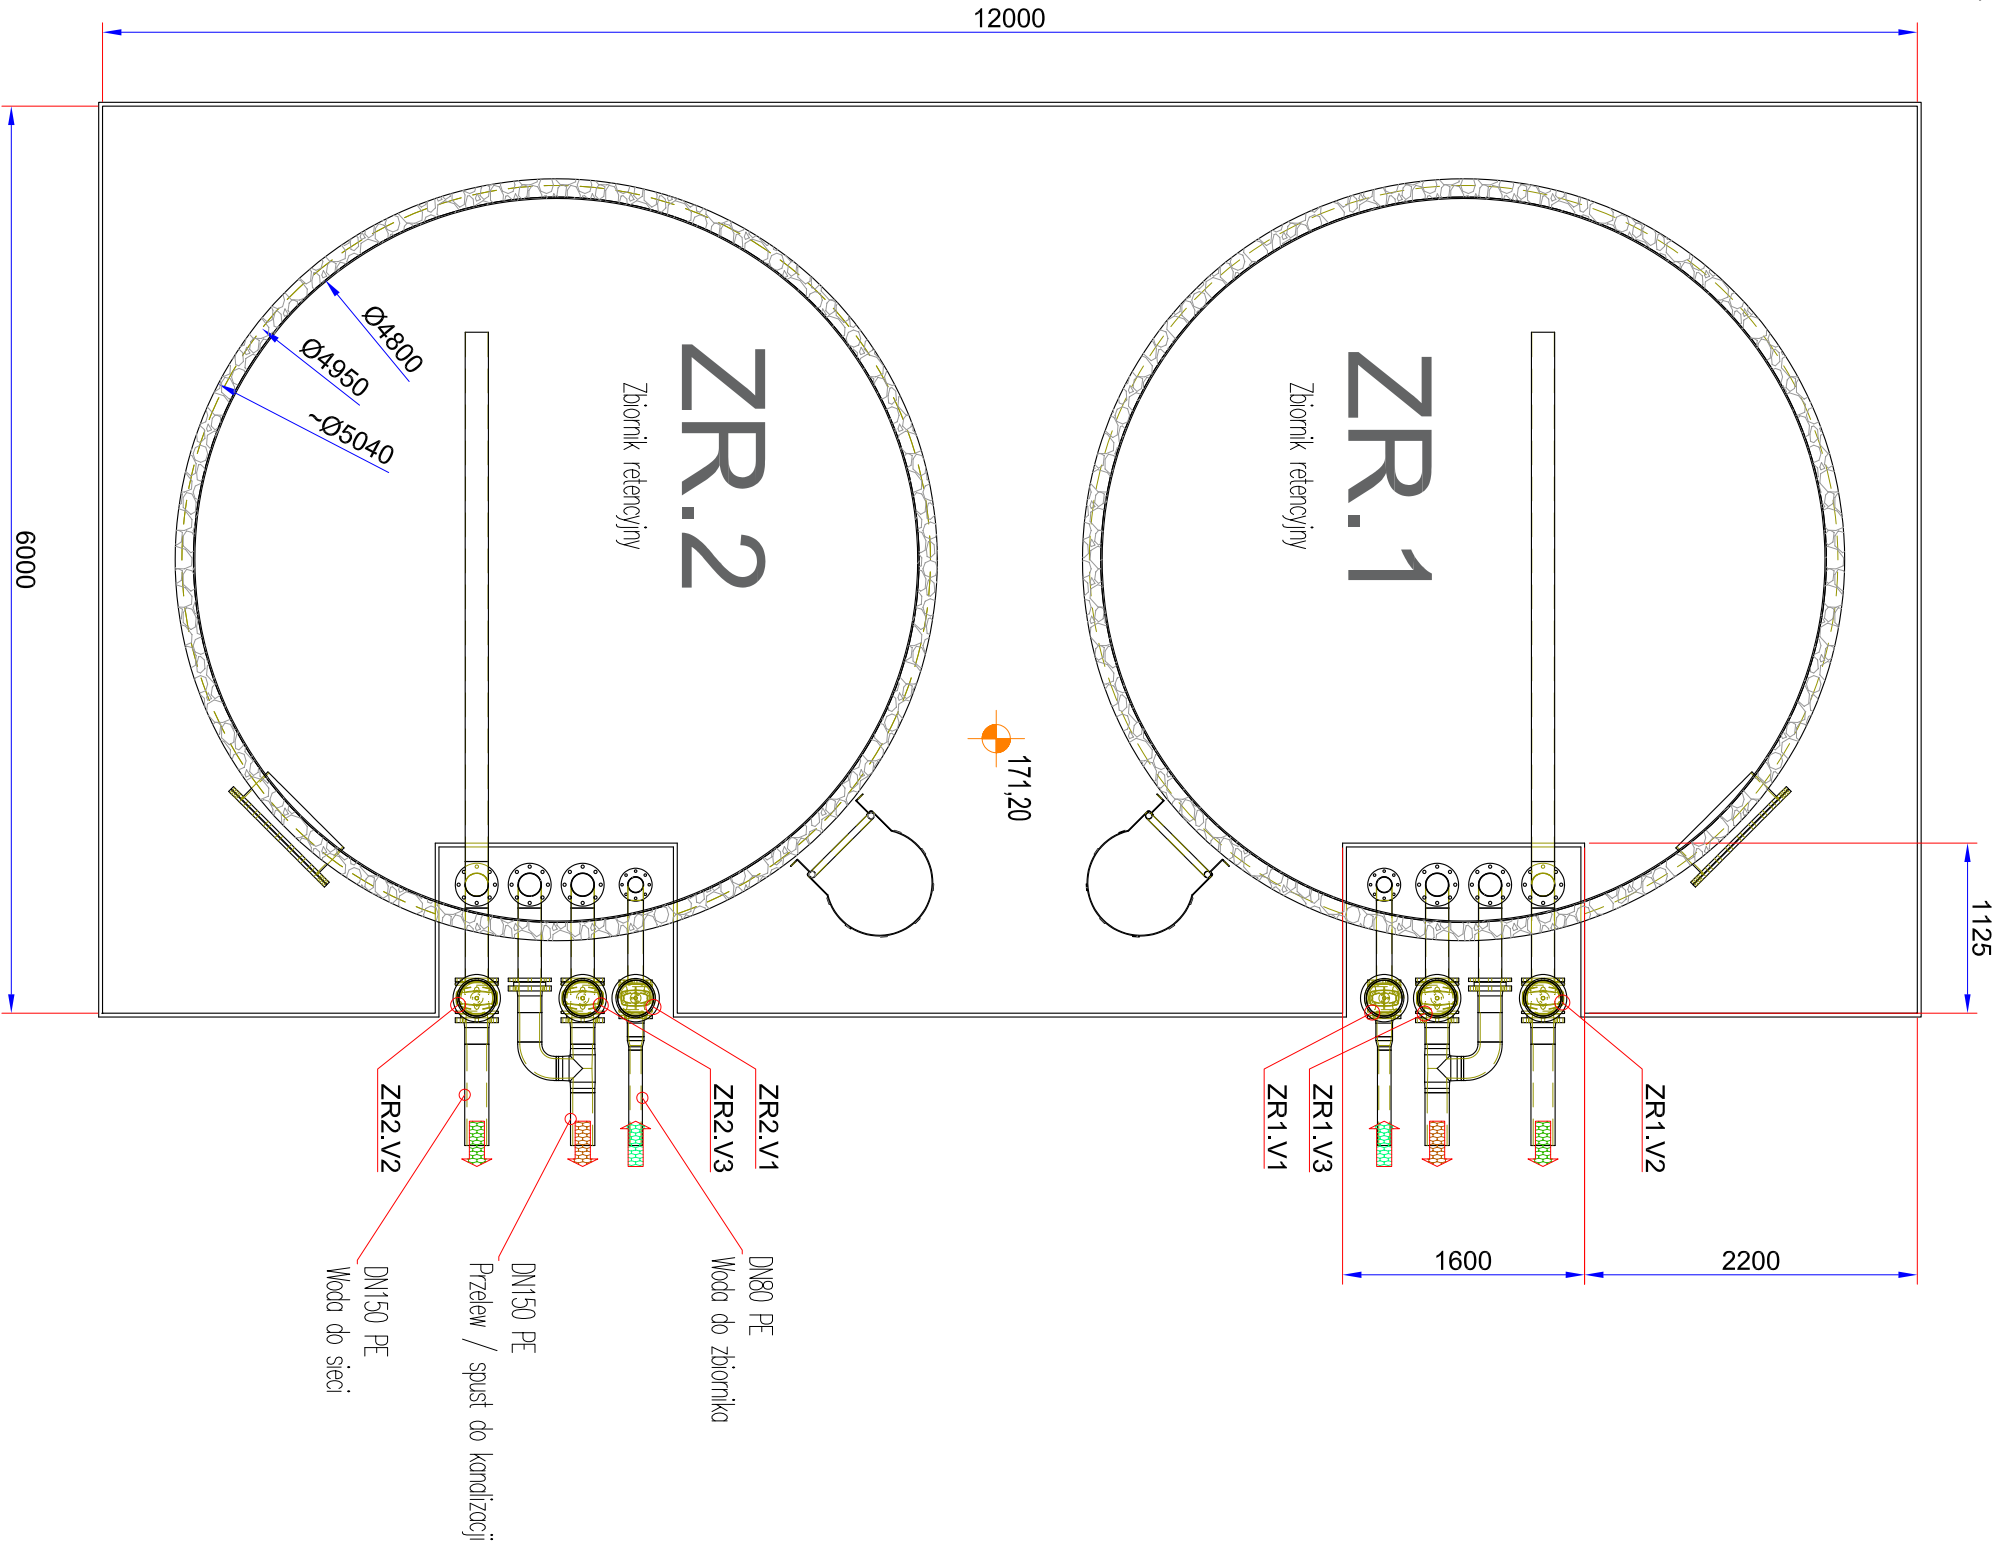 12000
6000
Ø4800
Ø4950
~Ø5040
ZR.2
Zbiornik retencyjny
ZR.1
Zbiornik retencyjny
171,20
1125
1600
2200
ZR2.V2
ZR2.V3
ZR2.V1
ZR1.V1
ZR1.V3
ZR1.V2
DN80 PE
Woda do zbiornika
DN150 PE
Przelew / spust do kanalizacji
DN150 PE
Woda do sieci